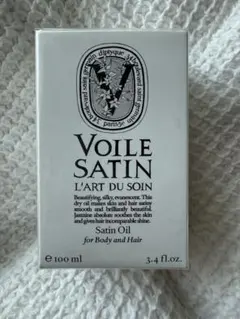 diptyque
VOILE
SATIN
L'ART DU SOIN
Beautifying, silky, evanescent. This
dry oil makes skin and hair more
smooth and brilliantly beautiful.
Jasmine absolute soothes the skin
and gives hair incomparable shine.
Satin Oil
for Body and Hair
e 100 ml 3.4 fl.oz.